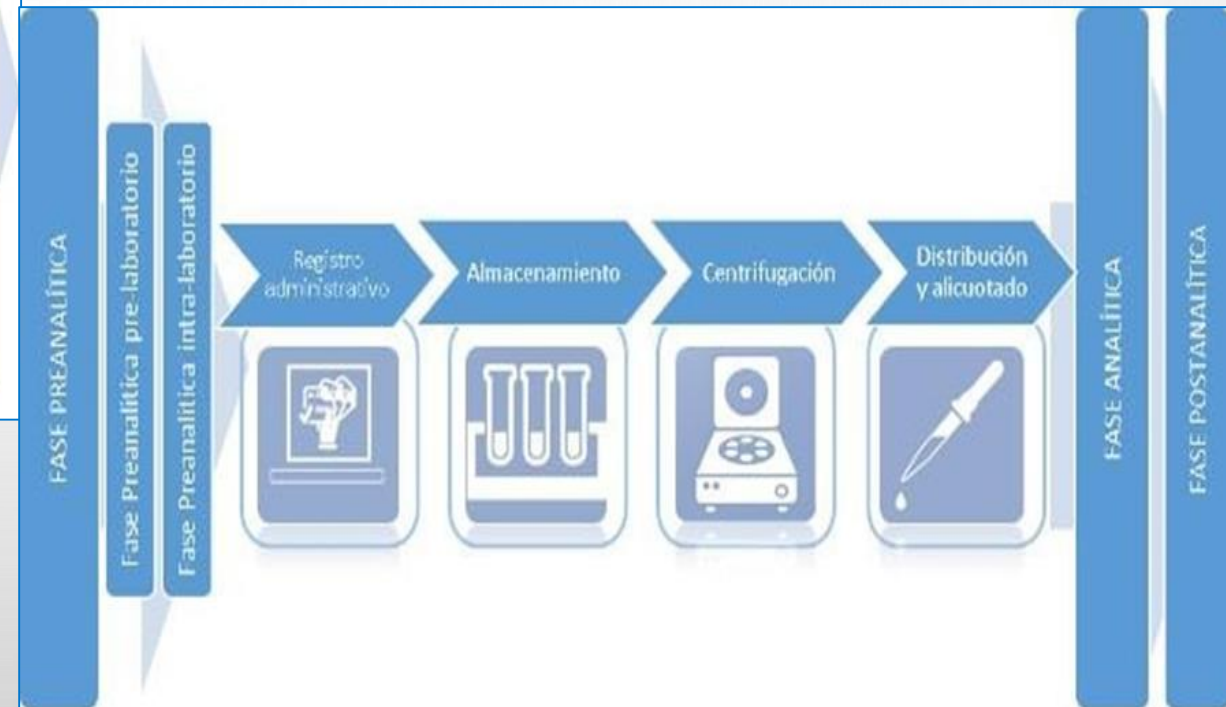 FASE PREANALÍTICA
Fase Preanalítica pre-laboratorio
Fase Preanalítica intra-laboratorio
Registro
administrativo
Almacenamiento
Centrifugación
Distribución
y alicuotado
FASE ANALÍTICA
FASE POSTANALÍTICA